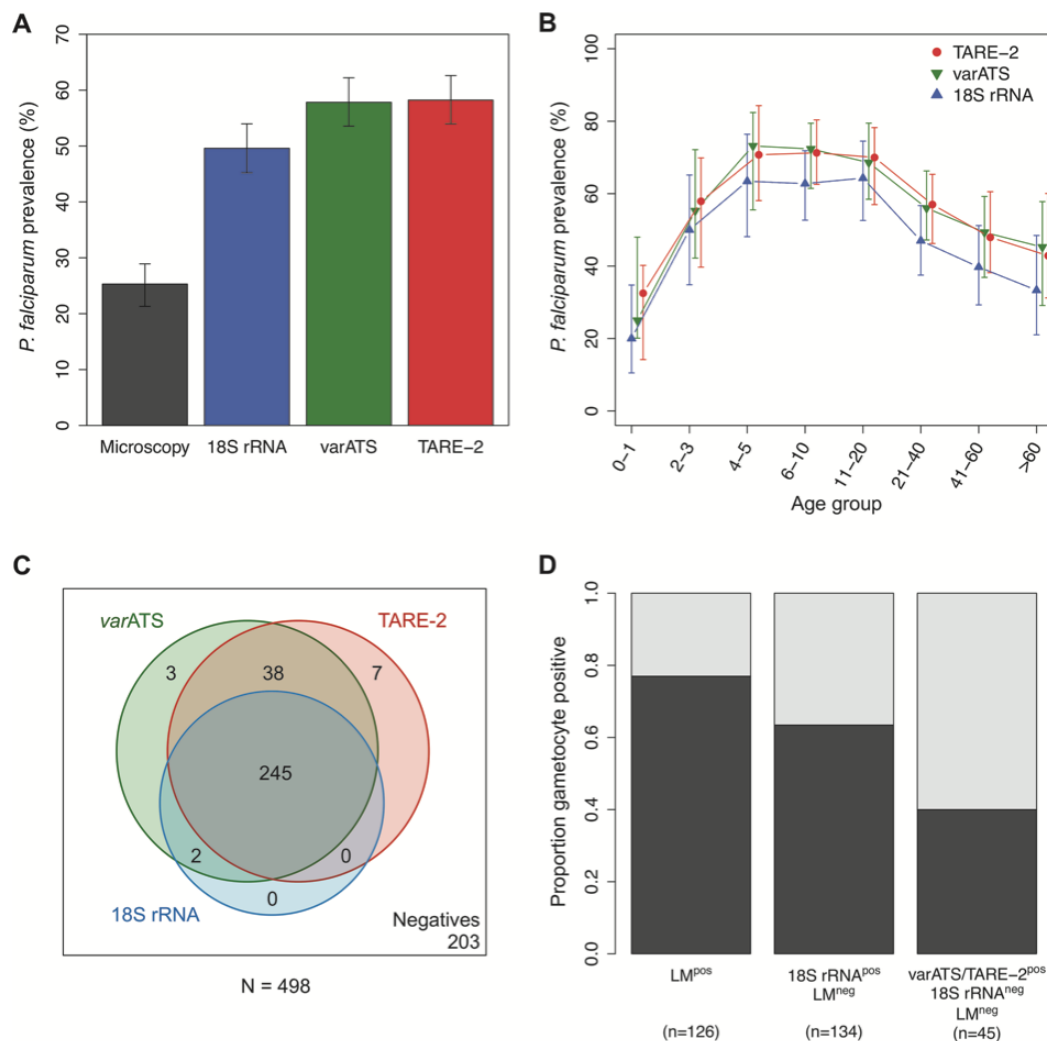 A
P. falciparum prevalence (%)
70
60
50
40
30
20
10
0
Microscopy 18S rRNA varATS TARE−2
B
P. falciparum prevalence (%)
100
80
60
40
20
0
TARE−2
varATS
18S rRNA
0−1 2−3 4−5 6−10 11−20 21−40 41−60 >60
Age group
C
varATS TARE-2
3 38 7
245
2 0
0
18S rRNA
Negatives
203
N = 498
D
Proportion gametocyte positive
1.0
0.8
0.6
0.4
0.2
0.0
LMpos
(n=126)
18S rRNApos
LMneg
(n=134)
varATS/TARE−2pos
18S rRNAneg
LMneg
(n=45)